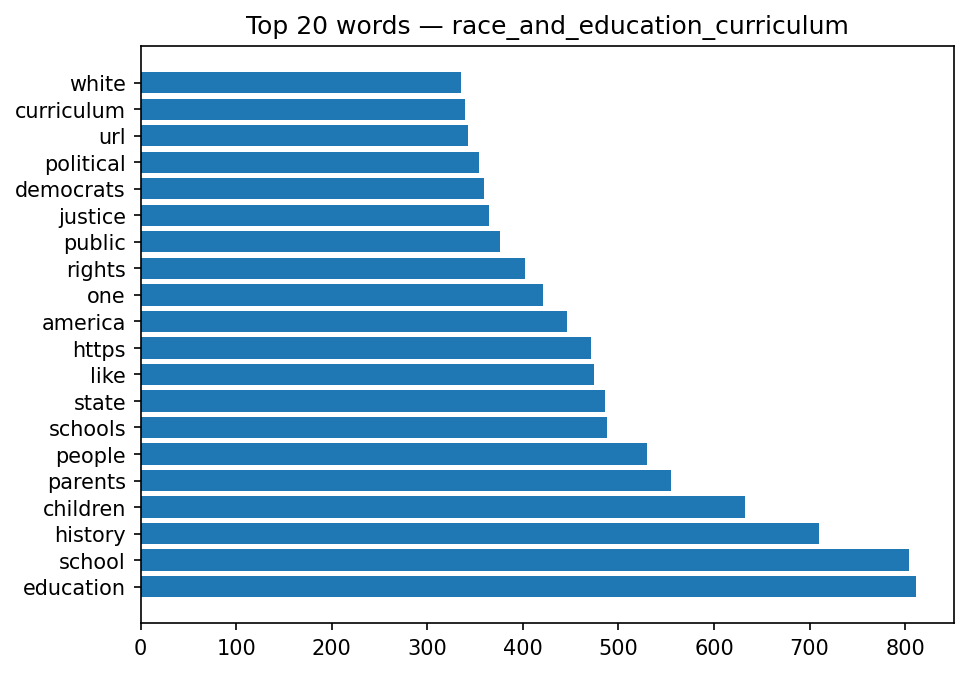 Top 20 words — race_and_education_curriculum
white
curriculum
url
political
democrats
justice
public
rights
one
america
https
like
state
schools
people
parents
children
history
school
education
0 100 200 300 400 500 600 700 800